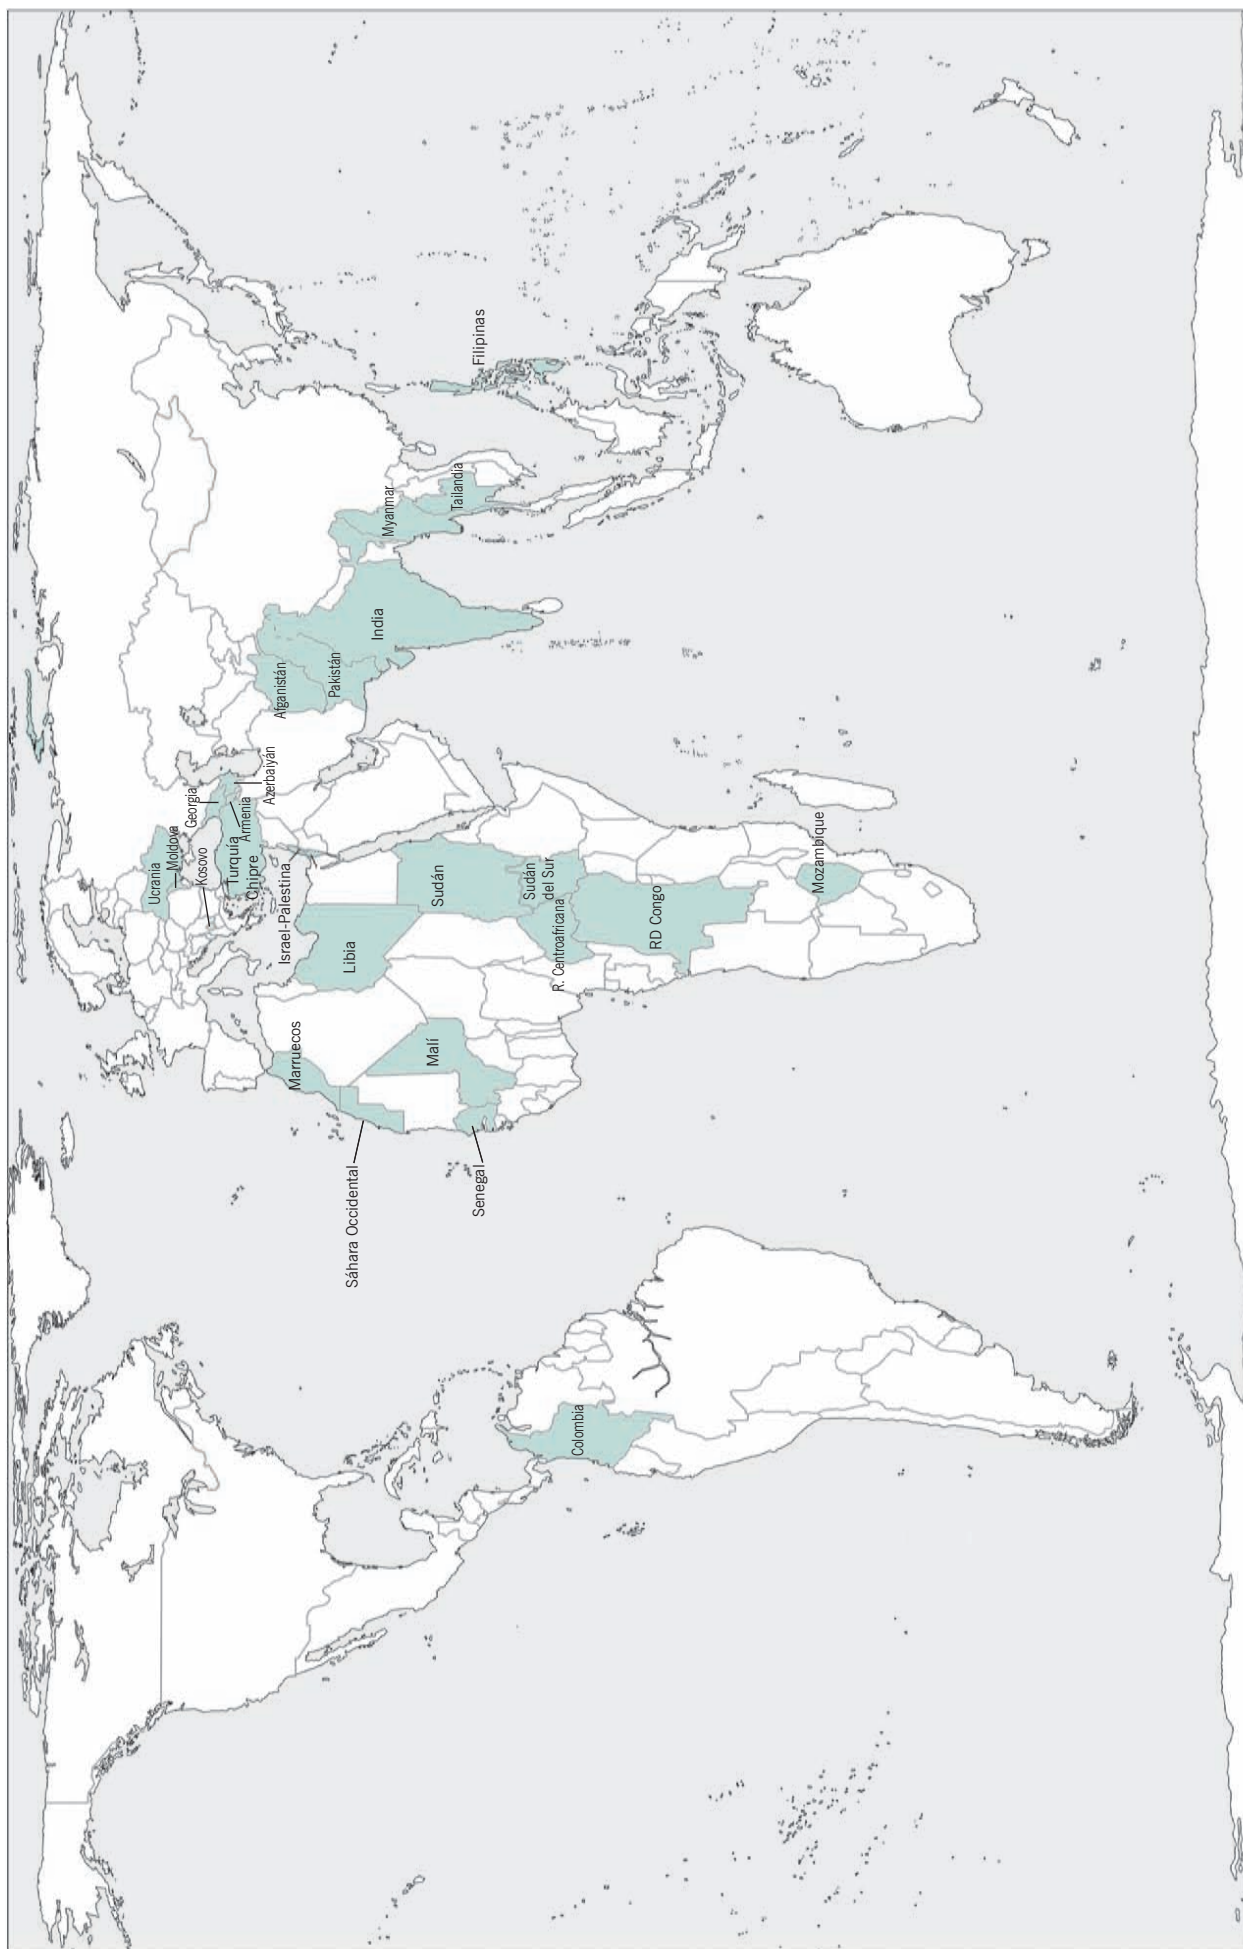 Ucrania
Moldova
Kosovo
Georgia
Armenia
Azerbaiyán
Turquía
Chipre
Israel-Palestina
Afganistán
Pakistán
India
Myanmar
Tailandia
Filipinas
Marruecos
Sáhara Occidental
Libia
Malí
Senegal
Sudán
Sudán
del Sur
R. Centroafricana
RD Congo
Mozambique
Colombia